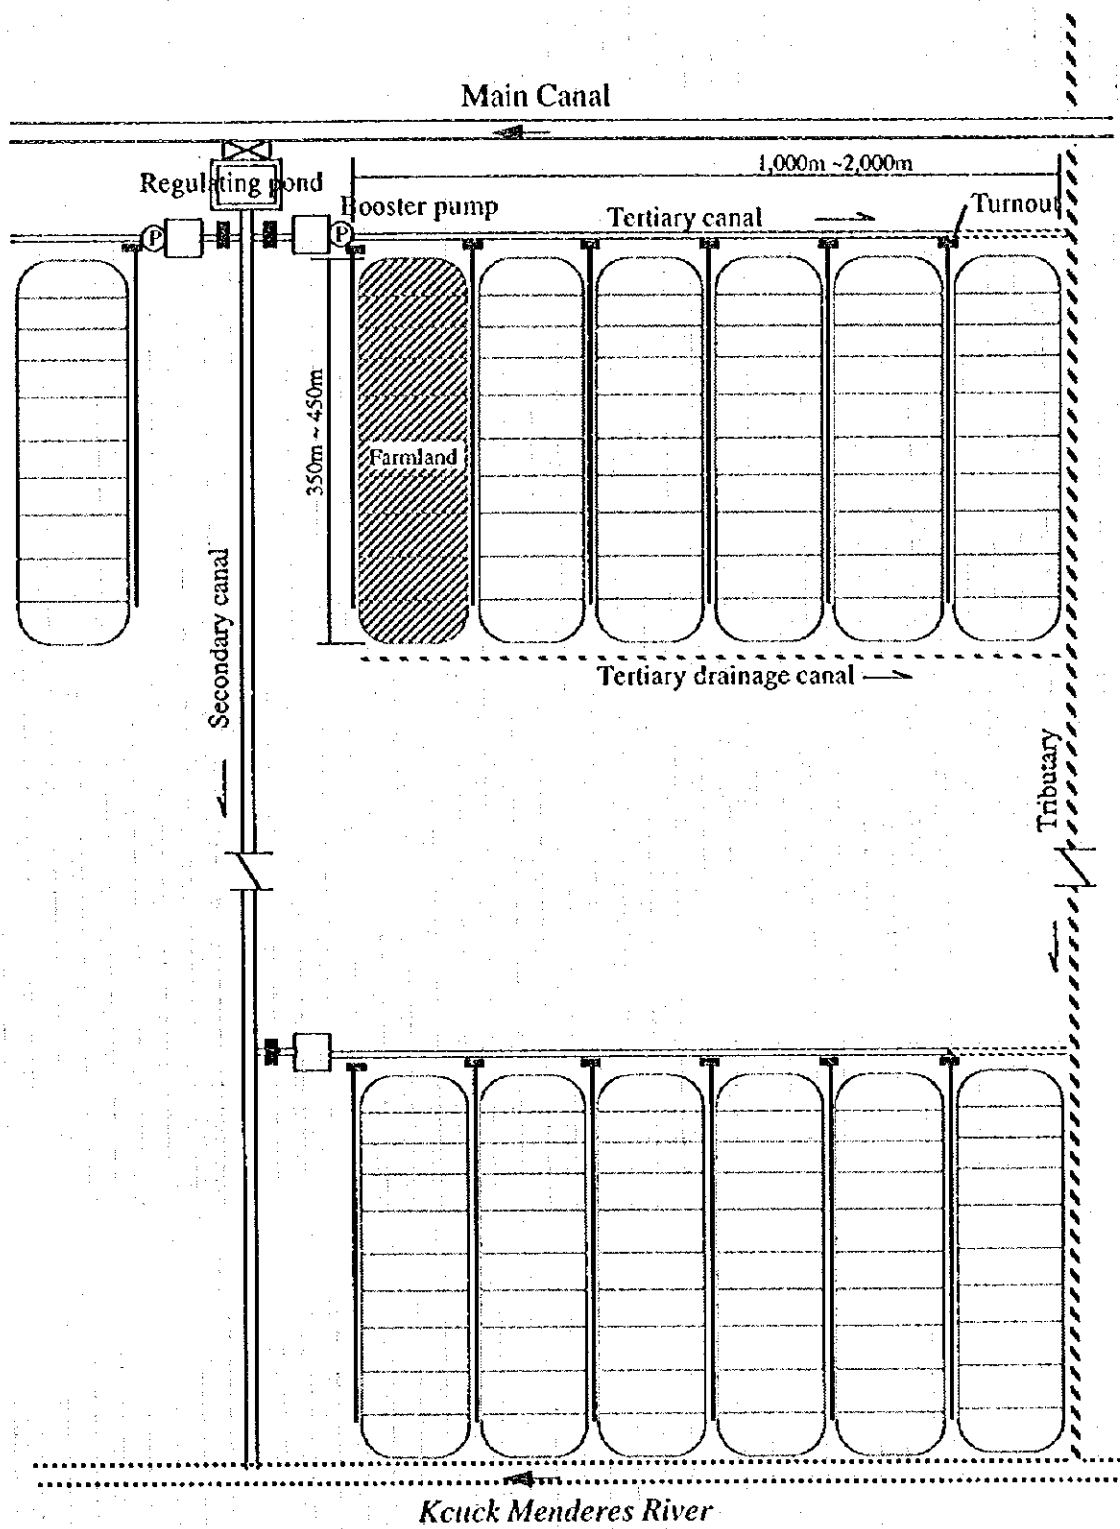 Main Canal
1,000m ~2,000m
Regulating pond
Booster pump
Tertiary canal
Turnout
P
P
350m ~ 450m
Farmland
Secondary canal
Tertiary drainage canal
Tributary
Kcuck Menderes River